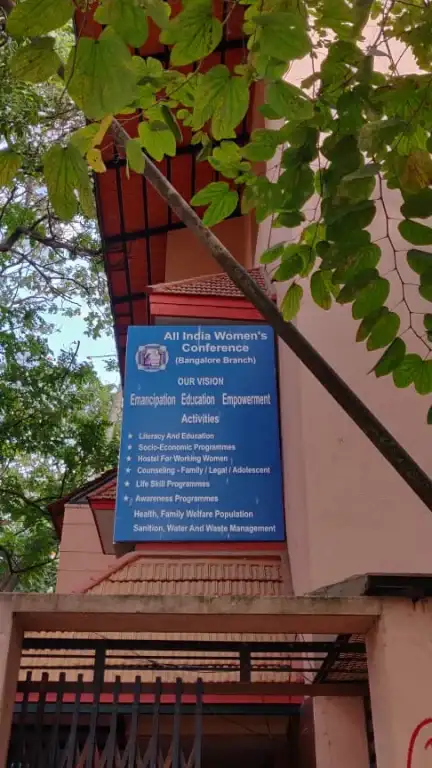 All India Women's
Conference
(Bangalore Branch)
OUR VISION
Emancipation Education Empowerment
Activities
★ Literacy And Education
★ Socio-Economic Programmes
★ Hostel For Working Women
★ Counseling - Family / Legal / Adolescent
★ Life Skill Programmes
★ Awareness Programmes
Health, Family Welfare Population
Sanition, Water And Waste Management